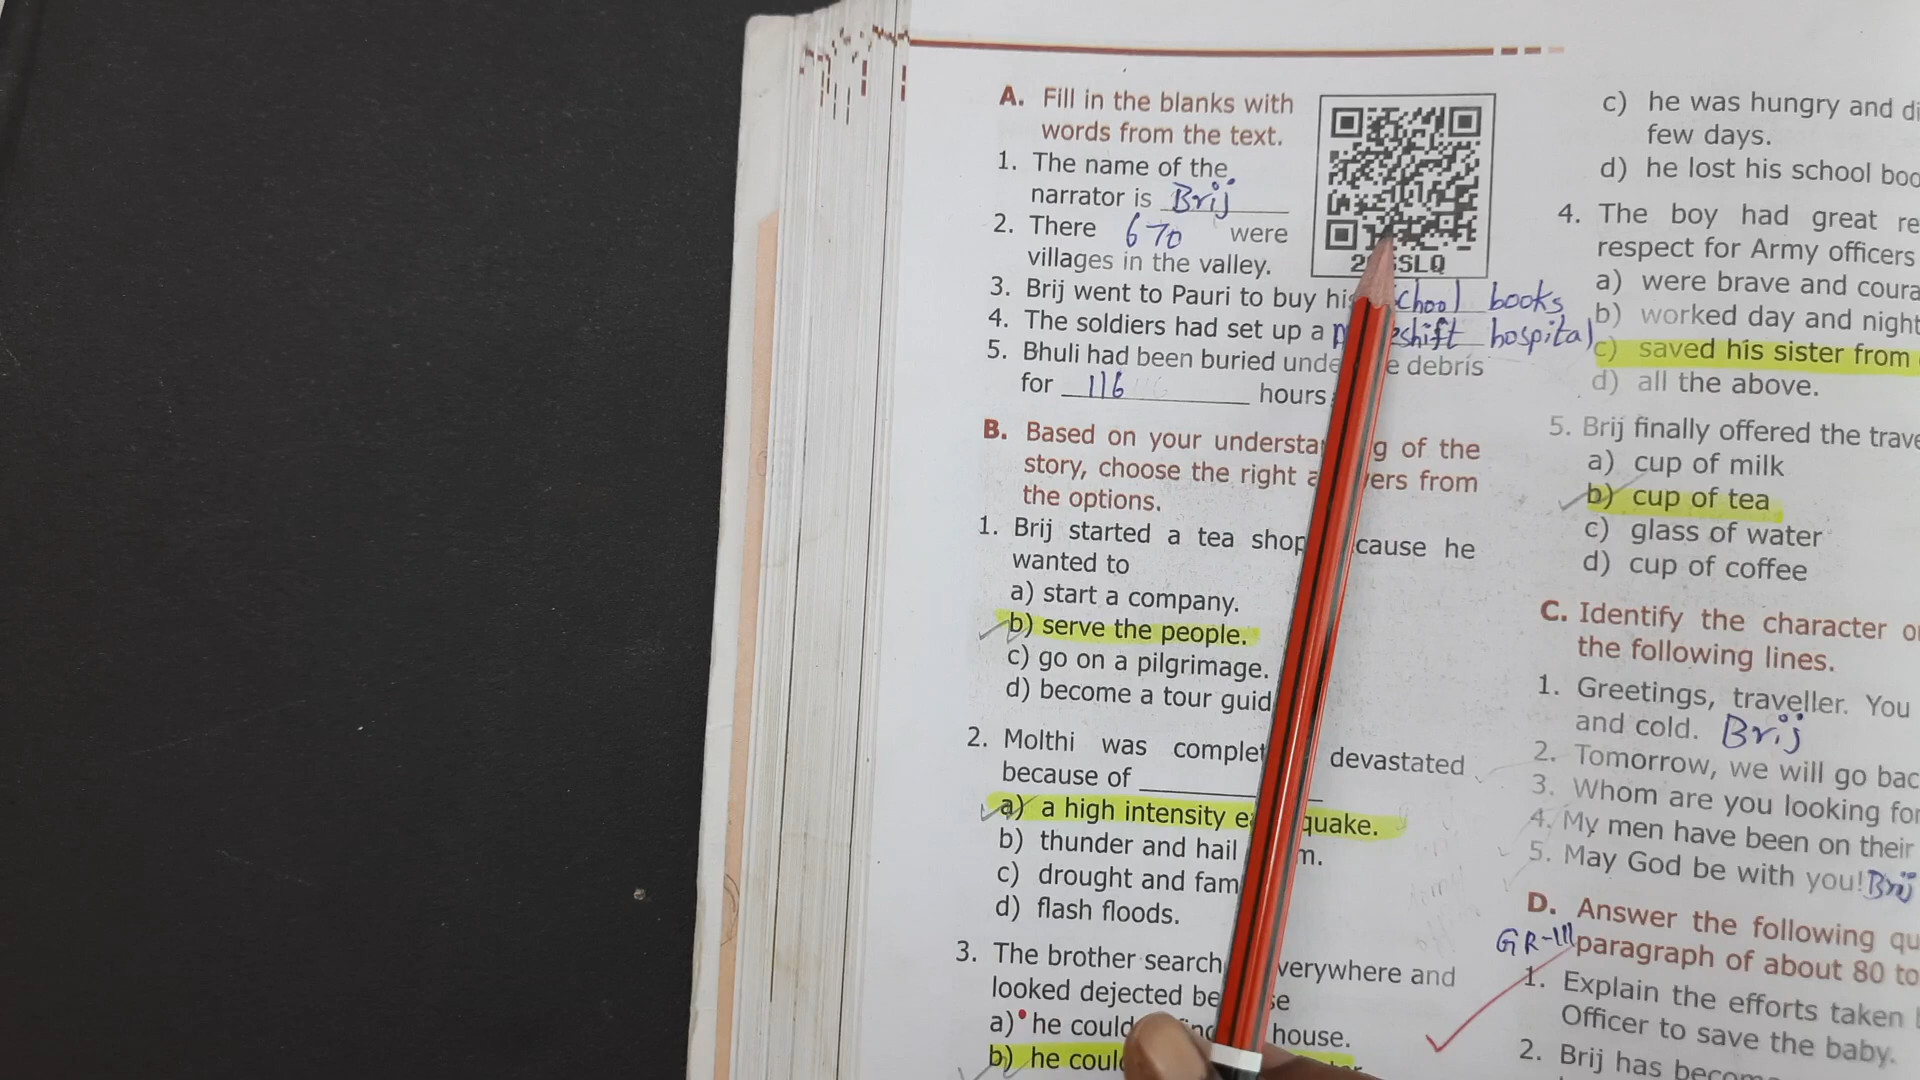 A. Fill in the blanks with
words from the text.
1. The name of the
narrator is Brij
2. There 670 were
villages in the valley.
3. Brij went to Pauri to buy his school books
4. The soldiers had set up a makeshift hospital
5. Bhuli had been buried under the debris
for 116 hours
B. Based on your understanding of the
story, choose the right answers from
the options.
1. Brij started a tea shop because he
wanted to
a) start a company.
b) serve the people.
c) go on a pilgrimage.
d) become a tour guid
2. Molthi was completely devastated
because of
a) a high intensity earthquake.
b) thunder and hail storm.
c) drought and fam
d) flash floods.
3. The brother searched everywhere and
looked dejected because
a) he could house.
b) he coul
c) he was hungry and di
few days.
d) he lost his school boo
4. The boy had great re
respect for Army officers
a) were brave and coura
b) worked day and night
c) saved his sister from
d) all the above.
5. Brij finally offered the trave
a) cup of milk
b) cup of tea
c) glass of water
d) cup of coffee
C. Identify the character o
the following lines.
1. Greetings, traveller. You
and cold. Brij
2. Tomorrow, we will go bac
3. Whom are you looking for
4. My men have been on their
5. May God be with you! Brij
D. Answer the following qu
GR-III paragraph of about 80 to
1. Explain the efforts taken
Officer to save the baby.
2. Brij has becom